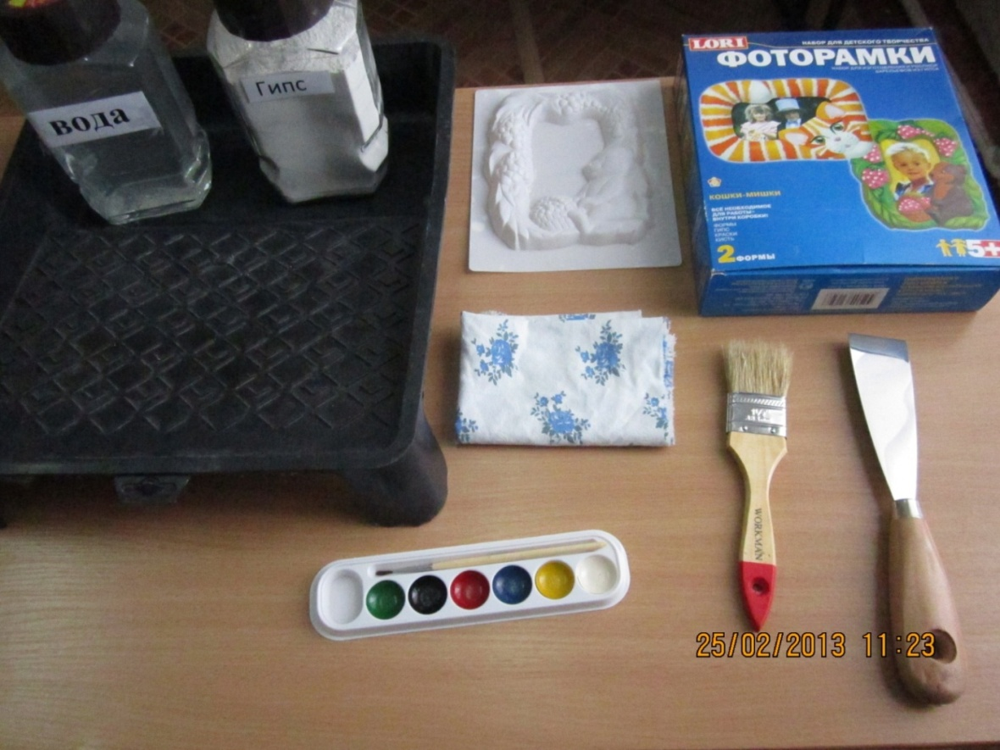 вода
Гипс
LORI
НАБОР ДЛЯ ДЕТСКОГО ТВОРЧЕСТВА
ФОТОРАМКИ
КОШКИ-МИШКИ
ВСЁ НЕОБХОДИМОЕ
ДЛЯ РАБОТЫ-
ВНУТРИ КОРОБКИ!
ФОРМЫ
ГИПС
КРАСКИ
КИСТЬ
2 ФОРМЫ
5+
WORKMAN
25/02/2013 11:23